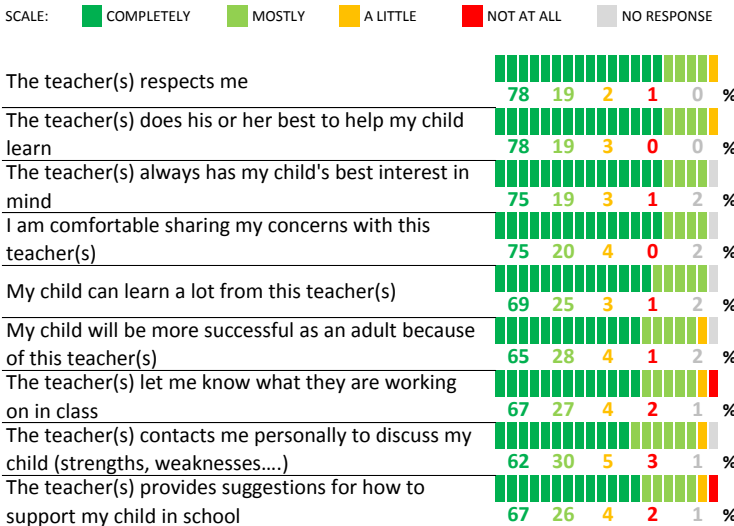 SCALE: COMPLETELY MOSTLY A LITTLE NOT AT ALL NO RESPONSE
The teacher(s) respects me
78 19 2 1 0 %
The teacher(s) does his or her best to help my child
learn
78 19 3 0 0 %
The teacher(s) always has my child's best interest in
mind
75 19 3 1 2 %
I am comfortable sharing my concerns with this
teacher(s)
75 20 4 0 2 %
My child can learn a lot from this teacher(s)
69 25 3 1 2 %
My child will be more successful as an adult because
of this teacher(s)
65 28 4 1 2 %
The teacher(s) let me know what they are working
on in class
67 27 4 2 1 %
The teacher(s) contacts me personally to discuss my
child (strengths, weaknesses....)
62 30 5 3 1 %
The teacher(s) provides suggestions for how to
support my child in school
67 26 4 2 1 %